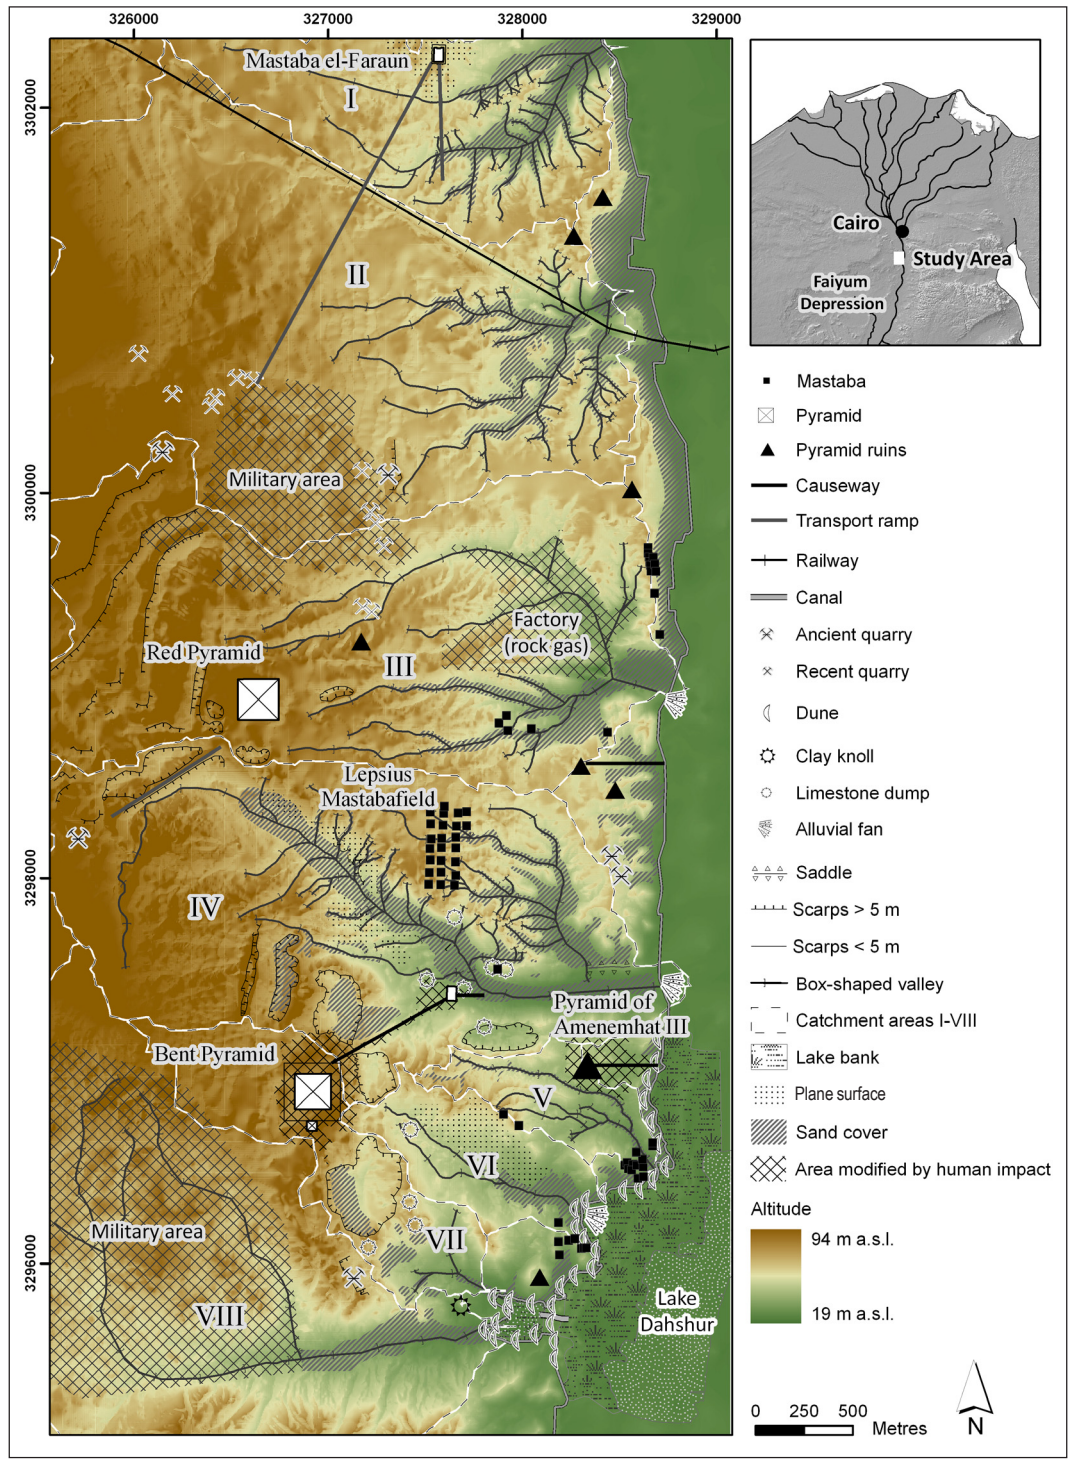 326000
327000
328000
329000
3302000
3300000
3298000
3296000
Mastaba el-Faraun
I
II
Military area
Factory
(rock gas)
Red Pyramid
III
Lepsius
Mastabafield
IV
Pyramid of
Amenemhat III
Bent Pyramid
V
VI
Military area
VII
VIII
Lake
Dahshur
Cairo
Study Area
Faiyum
Depression
Mastaba
Pyramid
Pyramid ruins
Causeway
Transport ramp
Railway
Canal
Ancient quarry
Recent quarry
Dune
Clay knoll
Limestone dump
Alluvial fan
Saddle
Scarps > 5 m
Scarps < 5 m
Box-shaped valley
Catchment areas I-VIII
Lake bank
Plane surface
Sand cover
Area modified by human impact
Altitude
94 m a.s.l.
19 m a.s.l.
0 250 500
Metres
N